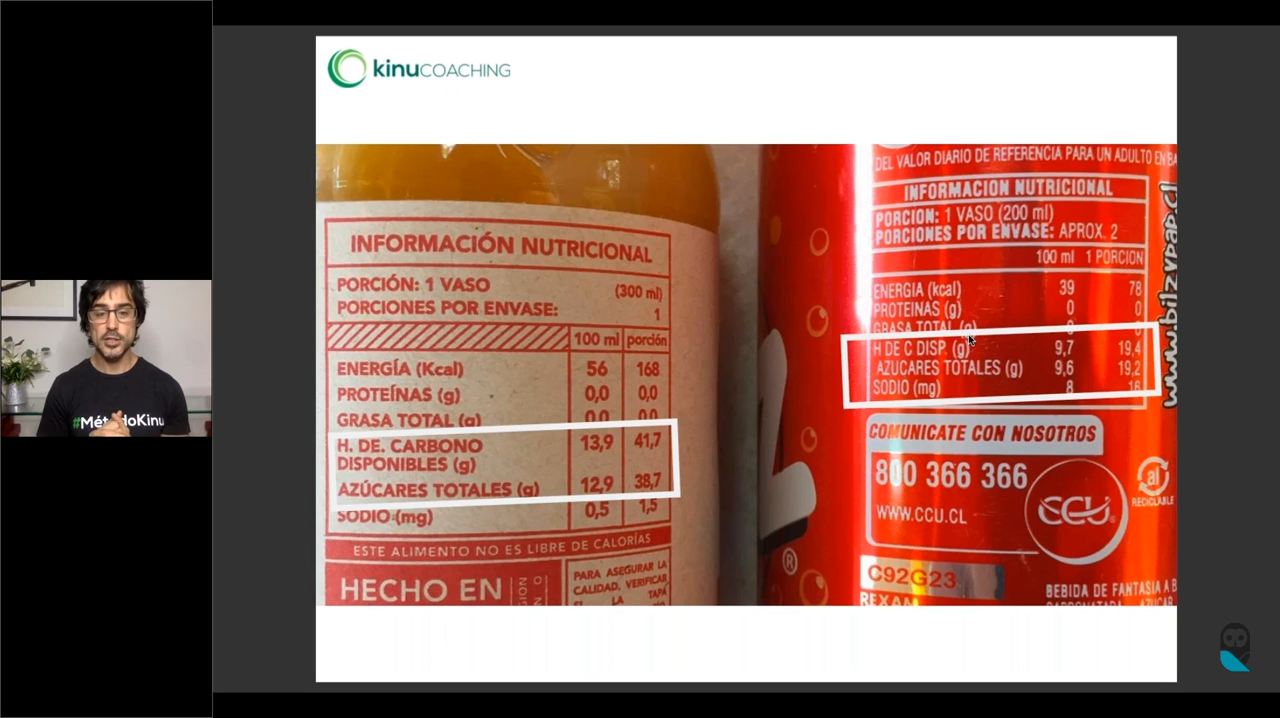 kinuCOACHING
#MétodoKinu
INFORMACIÓN NUTRICIONAL
PORCIÓN: 1 VASO (300 ml)
PORCIONES POR ENVASE: 1
100 ml porción
ENERGÍA (Kcal) 56 168
PROTEÍNAS (g) 0,0 0,0
GRASA TOTAL (g) 0,0 0,0
H. DE. CARBONO 13,9 41,7
DISPONIBLES (g)
AZÚCARES TOTALES (g) 12,9 38,7
SODIO (mg) 0,5 1,5
ESTE ALIMENTO NO ES LIBRE DE CALORÍAS
HECHO EN
PARA ASEGURAR LA
CALIDAD, VERIFICAR
LA TAPA
DEL VALOR DIARIO DE REFERENCIA PARA UN ADULTO EN
INFORMACION NUTRICIONAL
PORCION: 1 VASO (200 ml)
PORCIONES POR ENVASE: APROX. 2
100 ml 1 PORCION
ENERGIA (kcal) 39 78
PROTEINAS (g) 0 0
GRASA TOTAL (g) 0 0
H DE C DISP. (g) 9,7 19,4
AZUCARES TOTALES (g) 9,6 19,2
SODIO (mg) 8 16
www.bilzypap.cl
COMUNICATE CON NOSOTROS
800 366 366
WWW.CCU.CL
CCU
al
RECICLABLE
C92G23
REXAM
BEBIDA DE FANTASIA A